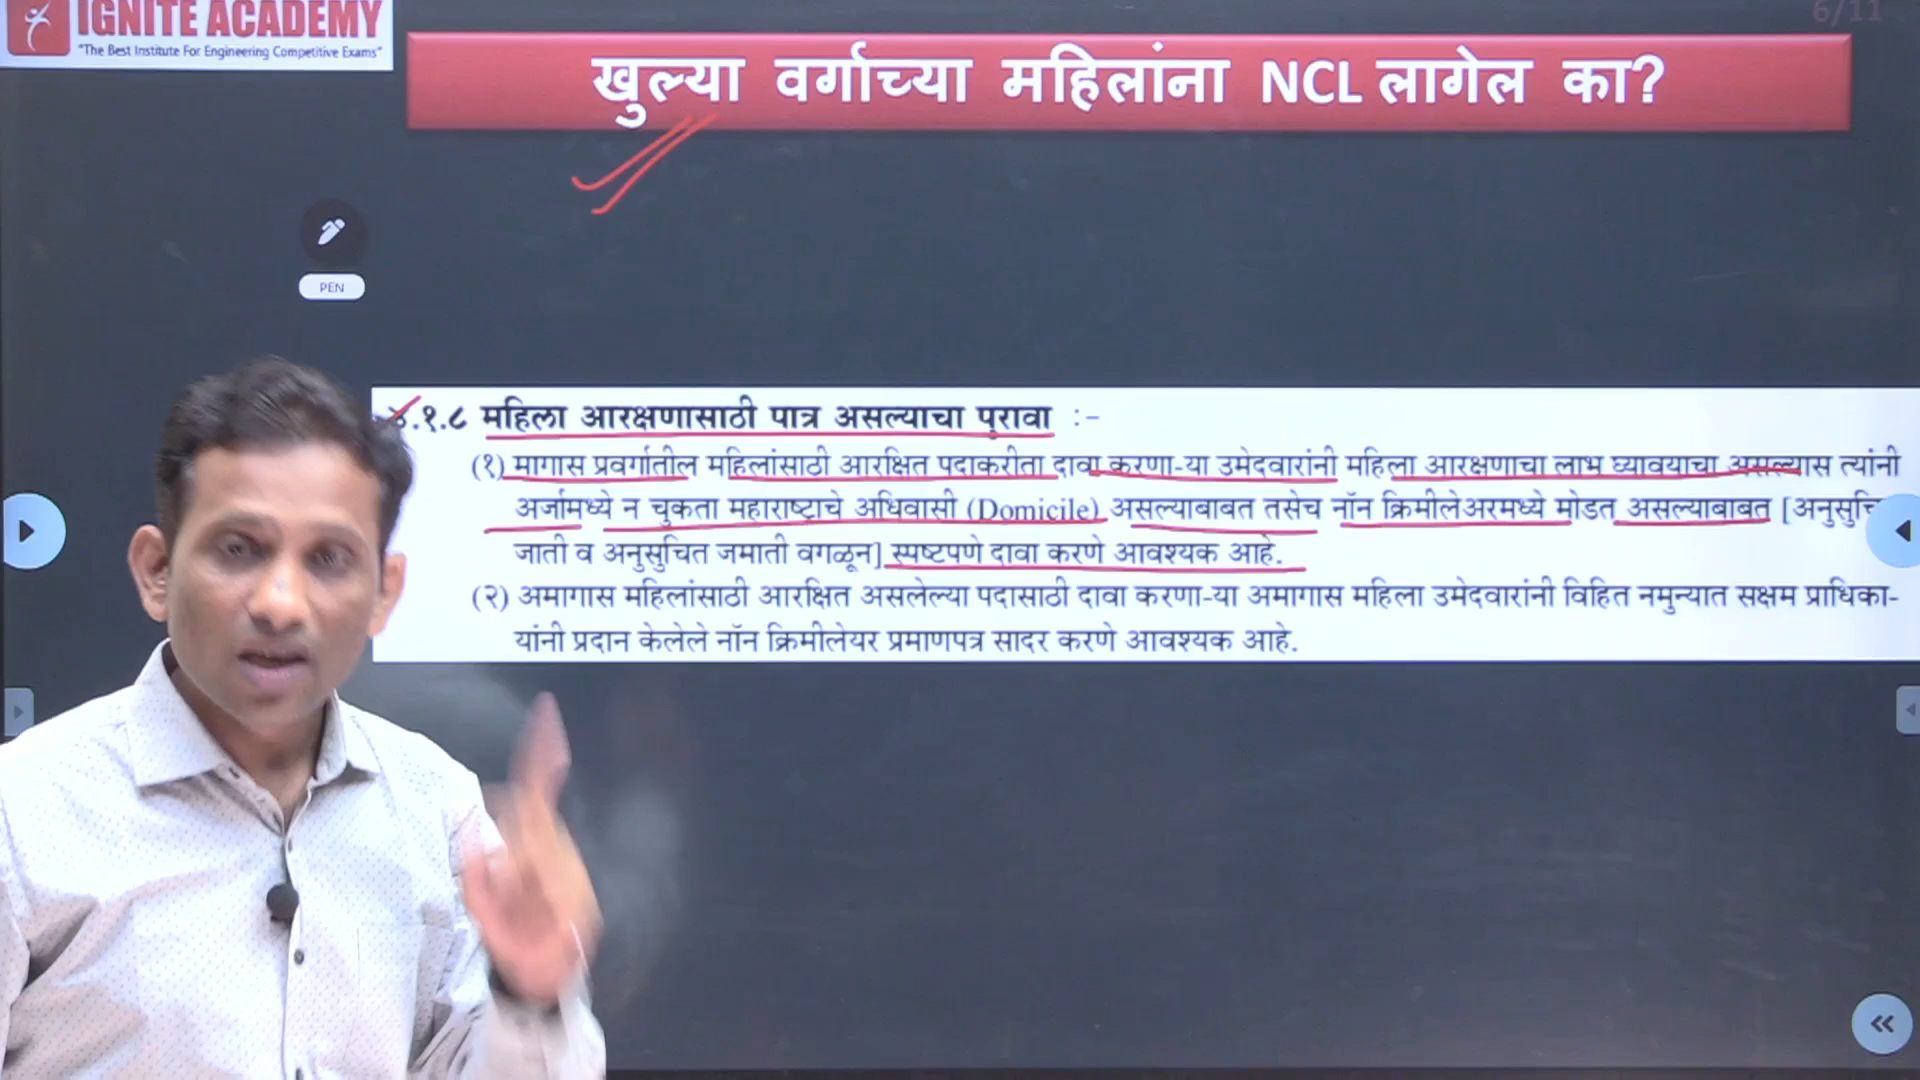 IGNITE ACADEMY
"The Best Institute For Engineering Competitive Exams"
6/11
खुल्या वर्गाच्या महिलांना NCL लागेल का?
PEN
.१.८ महिला आरक्षणासाठी पात्र असल्याचा पुरावा :-
(१) मागास प्रवर्गातील महिलांसाठी आरक्षित पदाकरीता दावा करणा-या उमेदवारांनी महिला आरक्षणाचा लाभ घ्यावयाचा असल्यास त्यांनी
अर्जामध्ये न चुकता महाराष्ट्राचे अधिवासी (Domicile) असल्याबाबत तसेच नॉन क्रिमीलेअरमध्ये मोडत असल्याबाबत
जाती व अनुसुचित जमाती वगळून] स्पष्टपणे दावा करणे आवश्यक आहे.
(२) अमागास महिलांसाठी आरक्षित असलेल्या पदासाठी दावा करणा-या अमागास महिला उमेदवारांनी विहित नमुन्यात सक्षम प्राधिका-
यांनी प्रदान केलेले नॉन क्रिमीलेयर प्रमाणपत्र सादर करणे आवश्यक आहे.